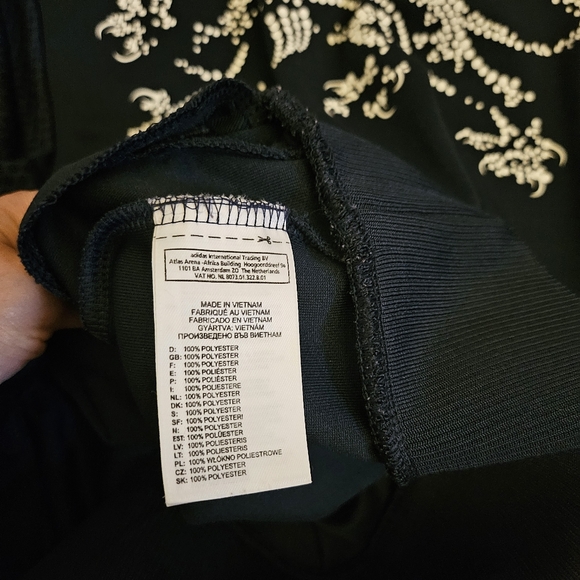 adidas International Trading BV
Atlas Arena -Afrika Building Hoogoorddreef 9a
1101 BA Amsterdam ZO The Netherlands
VAT NO. NL 8073.01.322.B.01
MADE IN VIETNAM
FABRIQUÉ AU VIETNAM
FABRICADO EN VIETNAM
GYÁRTVA: VIETNÁM
ПРОИЗВЕДЕНО ВЪВ ВИЕТНАМ
D: 100% POLYESTER
GB: 100% POLYESTER
F: 100% POLYESTER
E: 100% POLIÉSTER
P: 100% POLIÉSTER
I: 100% POLIESTERE
NL: 100% POLYESTER
DK: 100% POLYESTER
S: 100% POLYESTER
SF: 100% POLYESTERI
H: 100% POLYESTER
EST: 100% POLÜESTER
LV: 100% POLIESTERIS
LT: 100% POLIESTERIS
PL: 100% WŁÓKNO POLIESTROWE
CZ: 100% POLYESTER
SK: 100% POLYESTER